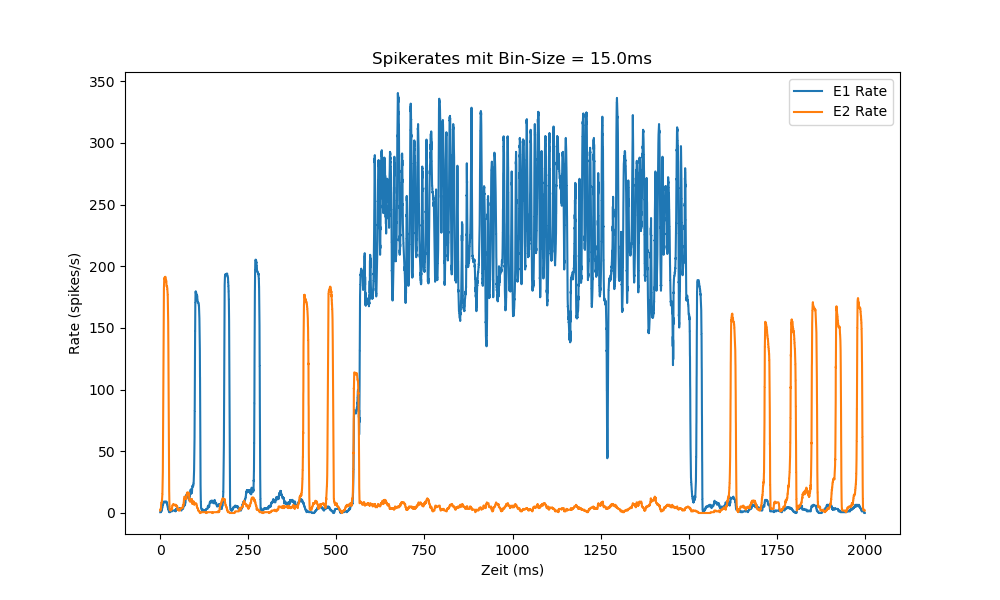 Spikerates mit Bin-Size = 15.0ms
E1 Rate
E2 Rate
Rate (spikes/s)
350
300
250
200
150
100
50
0
0 250 500 750 1000 1250 1500 1750 2000
Zeit (ms)